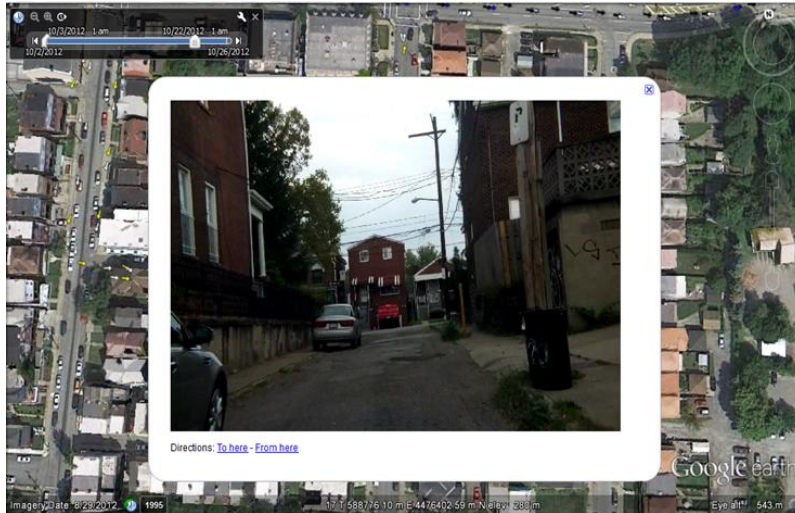 10/3/2012 1 am 10/22/2012 1 am
10/2/2012 10/26/2012
Directions: To here - From here
Google earth
Imagery Date: 8/29/2012 1995 17 T 588776.10 m E 4476402.59 m N elev 280 m Eye alt 543 m